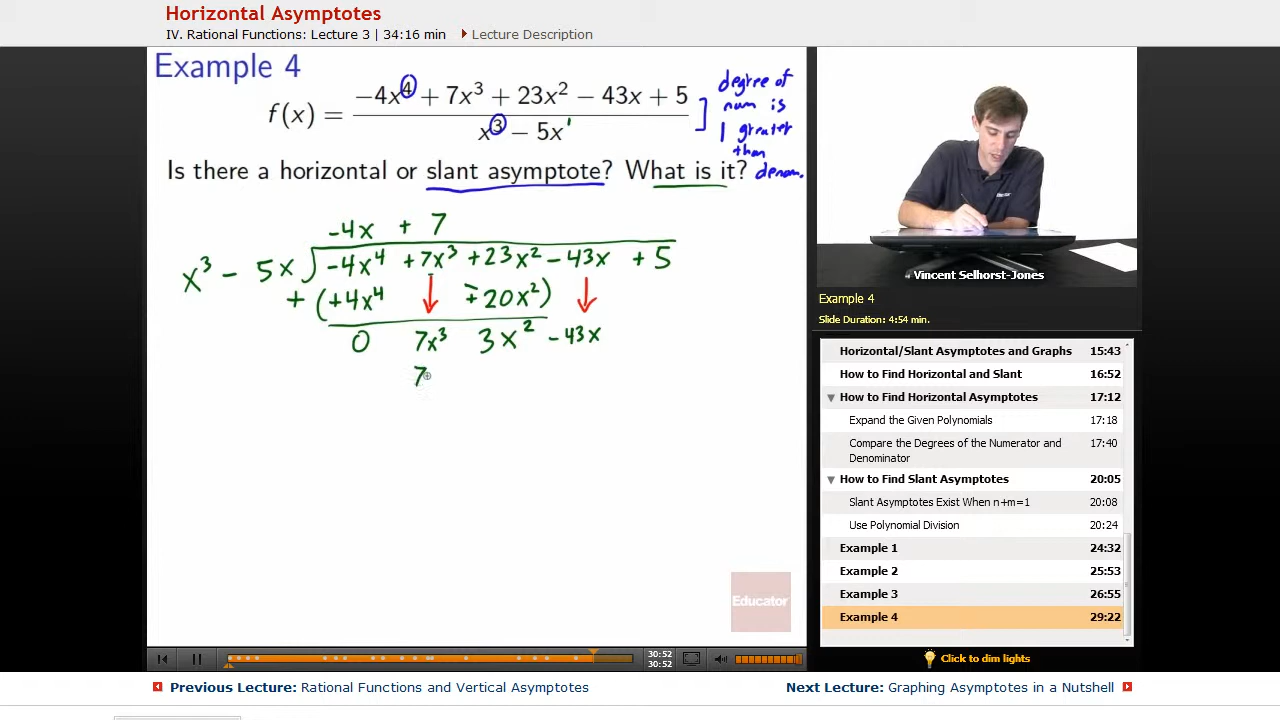 Horizontal Asymptotes
IV. Rational Functions: Lecture 3 | 34:16 min
Lecture Description
Example 4
f(x) = (-4x⁴ + 7x³ + 23x² − 43x + 5) / (x³ − 5x')
degree of
num is
1 greater
than
denom.
Is there a horizontal or slant asymptote? What is it?
-4x + 7
x³ - 5x -4x⁴ +7x³ +23x² - 43x + 5
+ (+4x⁴ ∓20x²)
0 7x³ 3x² -43x
7
Educator
Vincent Selhorst-Jones
Example 4
Slide Duration: 4:54 min.
Horizontal/Slant Asymptotes and Graphs 15:43
How to Find Horizontal and Slant 16:52
How to Find Horizontal Asymptotes 17:12
Expand the Given Polynomials 17:18
Compare the Degrees of the Numerator and 17:40
Denominator
How to Find Slant Asymptotes 20:05
Slant Asymptotes Exist When n+m=1 20:08
Use Polynomial Division 20:24
Example 1 24:32
Example 2 25:53
Example 3 26:55
Example 4 29:22
30:52
30:52
Click to dim lights
Previous Lecture: Rational Functions and Vertical Asymptotes
Next Lecture: Graphing Asymptotes in a Nutshell